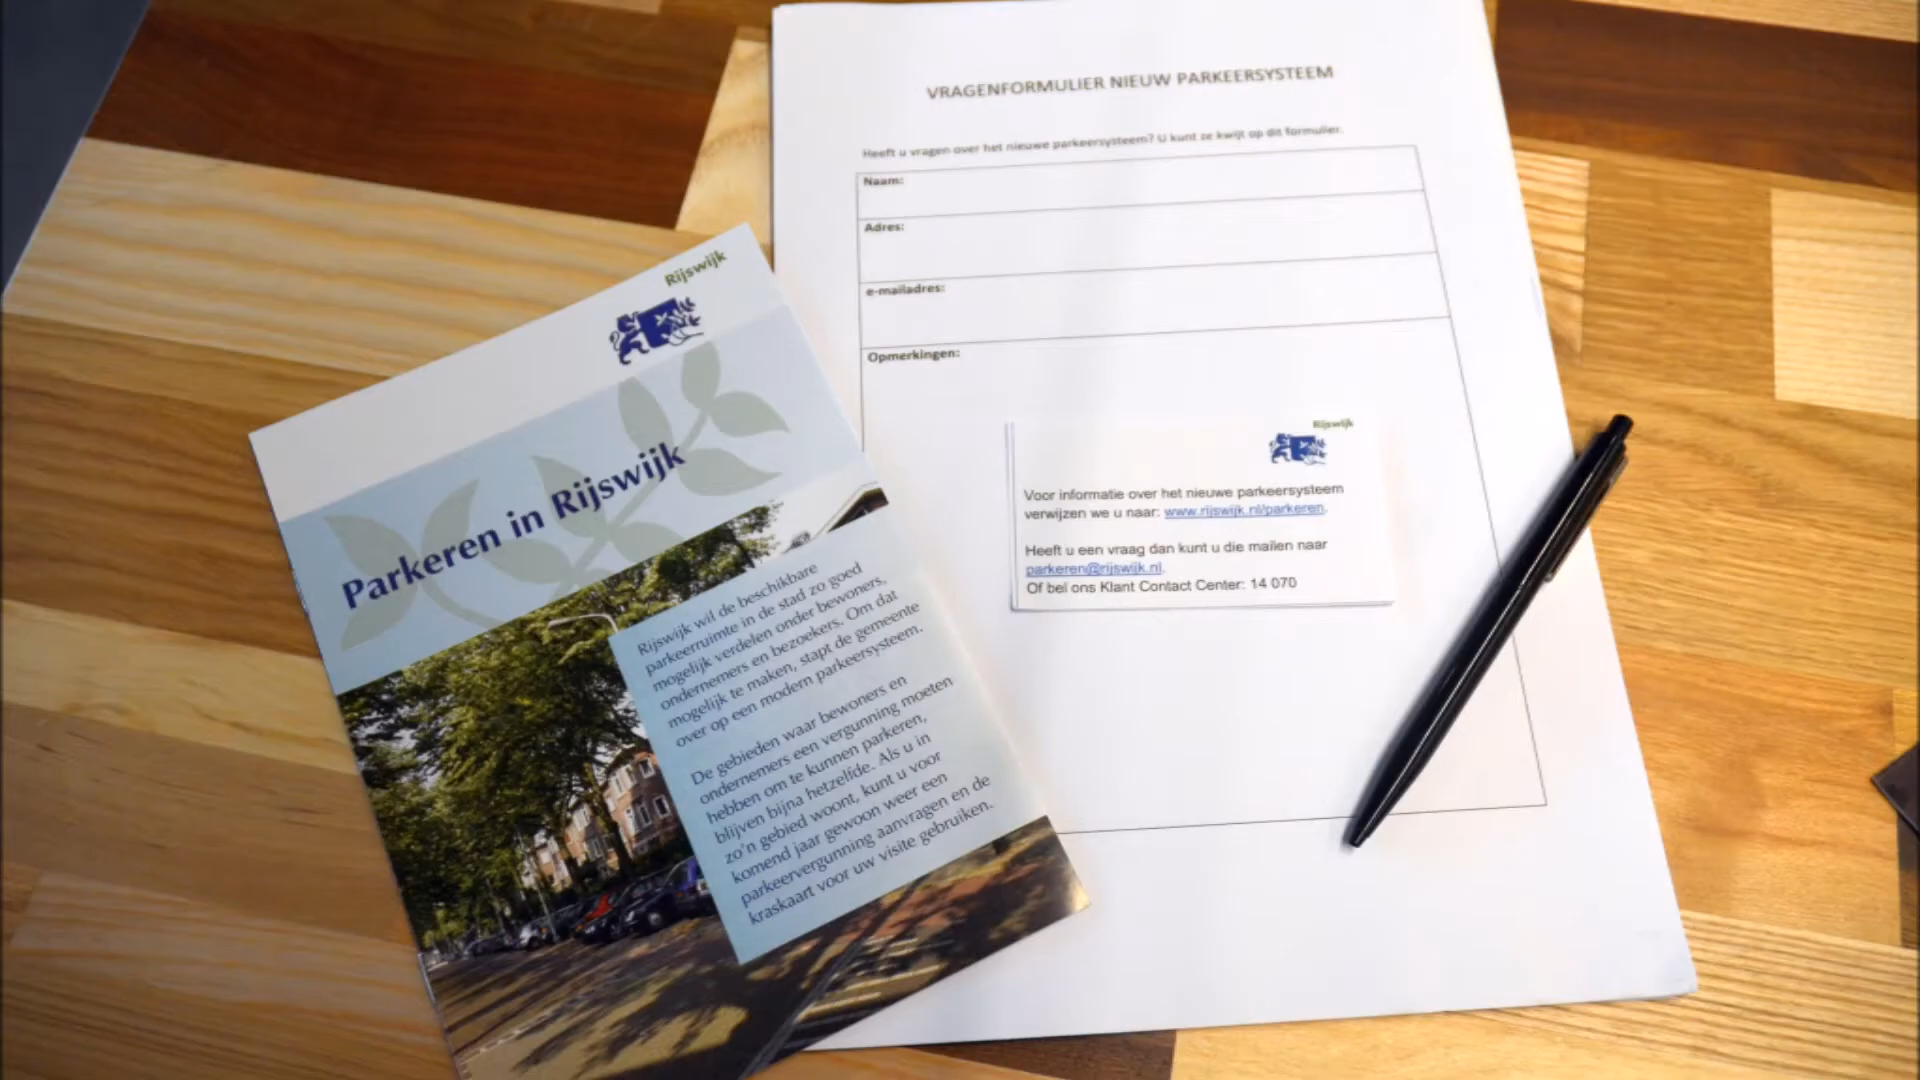 VRAGENFORMULIER NIEUW PARKEERSYSTEEM
Heeft u vragen over het nieuwe parkeersysteem? U kunt ze kwijt op dit formulier.
Naam:
Adres:
e-mailadres:
Opmerkingen:
Rijswijk
Voor informatie over het nieuwe parkeersysteem
verwijzen we u naar: www.rijswijk.nl/parkeren.
Heeft u een vraag dan kunt u die mailen naar
parkeren@rijswijk.nl.
Of bel ons Klant Contact Center: 14 070
Rijswijk
Parkeren in Rijswijk
Rijswijk wil de beschikbare
parkeerruimte in de stad zo goed
mogelijk verdelen onder bewoners,
ondernemers en bezoekers. Om dat
mogelijk te maken, stapt de gemeente
over op een modern parkeersysteem.
De gebieden waar bewoners en
ondernemers een vergunning moeten
hebben om te kunnen parkeren,
blijven bijna hetzelfde. Als u in
zo'n gebied woont, kunt u voor
komend jaar gewoon weer een
parkeervergunning aanvragen en de
kraskaart voor uw visite gebruiken.